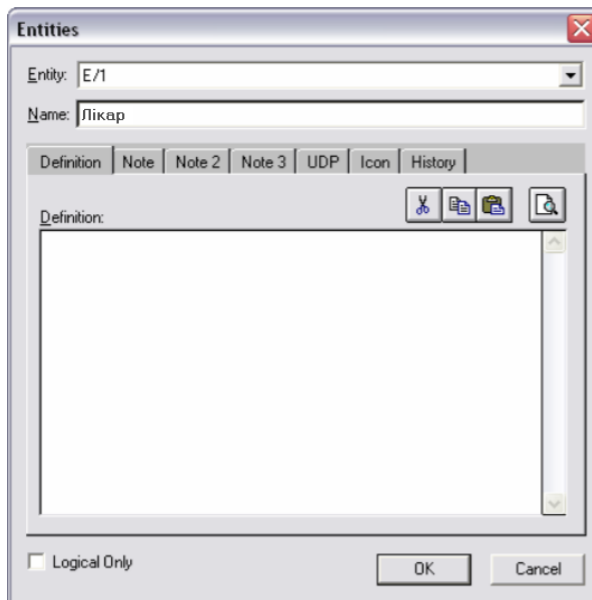 Entities
Entity: E/1
Name: Лікар
Definition Note Note 2 Note 3 UDP Icon History
Definition:
Logical Only OK Cancel